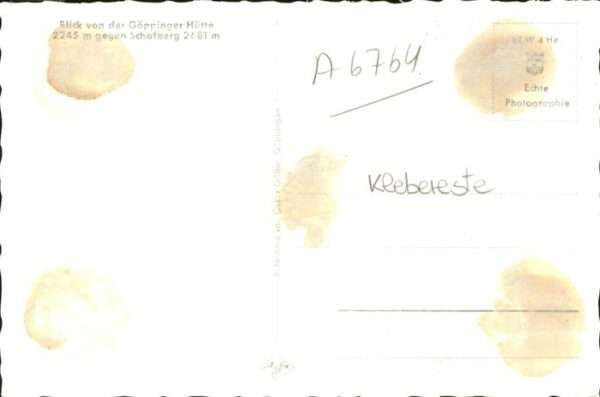 Blick von der Göppinger Hütte
2245 m gegen Schafberg 2681 m
A 6764
Echte
Photographie
Klebereste